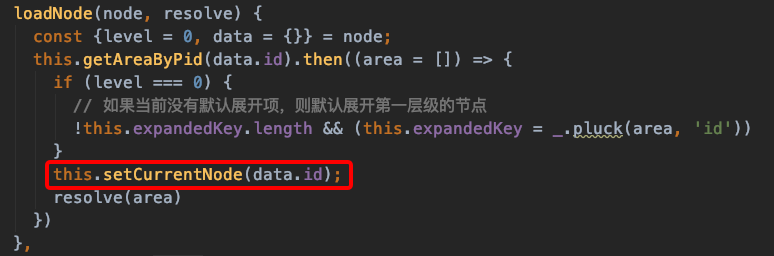 loadNode(node, resolve) {
const {level = 0, data = {}} = node;
this.getAreaByPid(data.id).then((area = []) => {
if (level === 0) {
// 如果当前没有默认展开项，则默认展开第一层级的节点
!this.expandedKey.length && (this.expandedKey = _.pluck(area, 'id'))
}
this.setCurrentNode(data.id);
resolve(area)
})
},